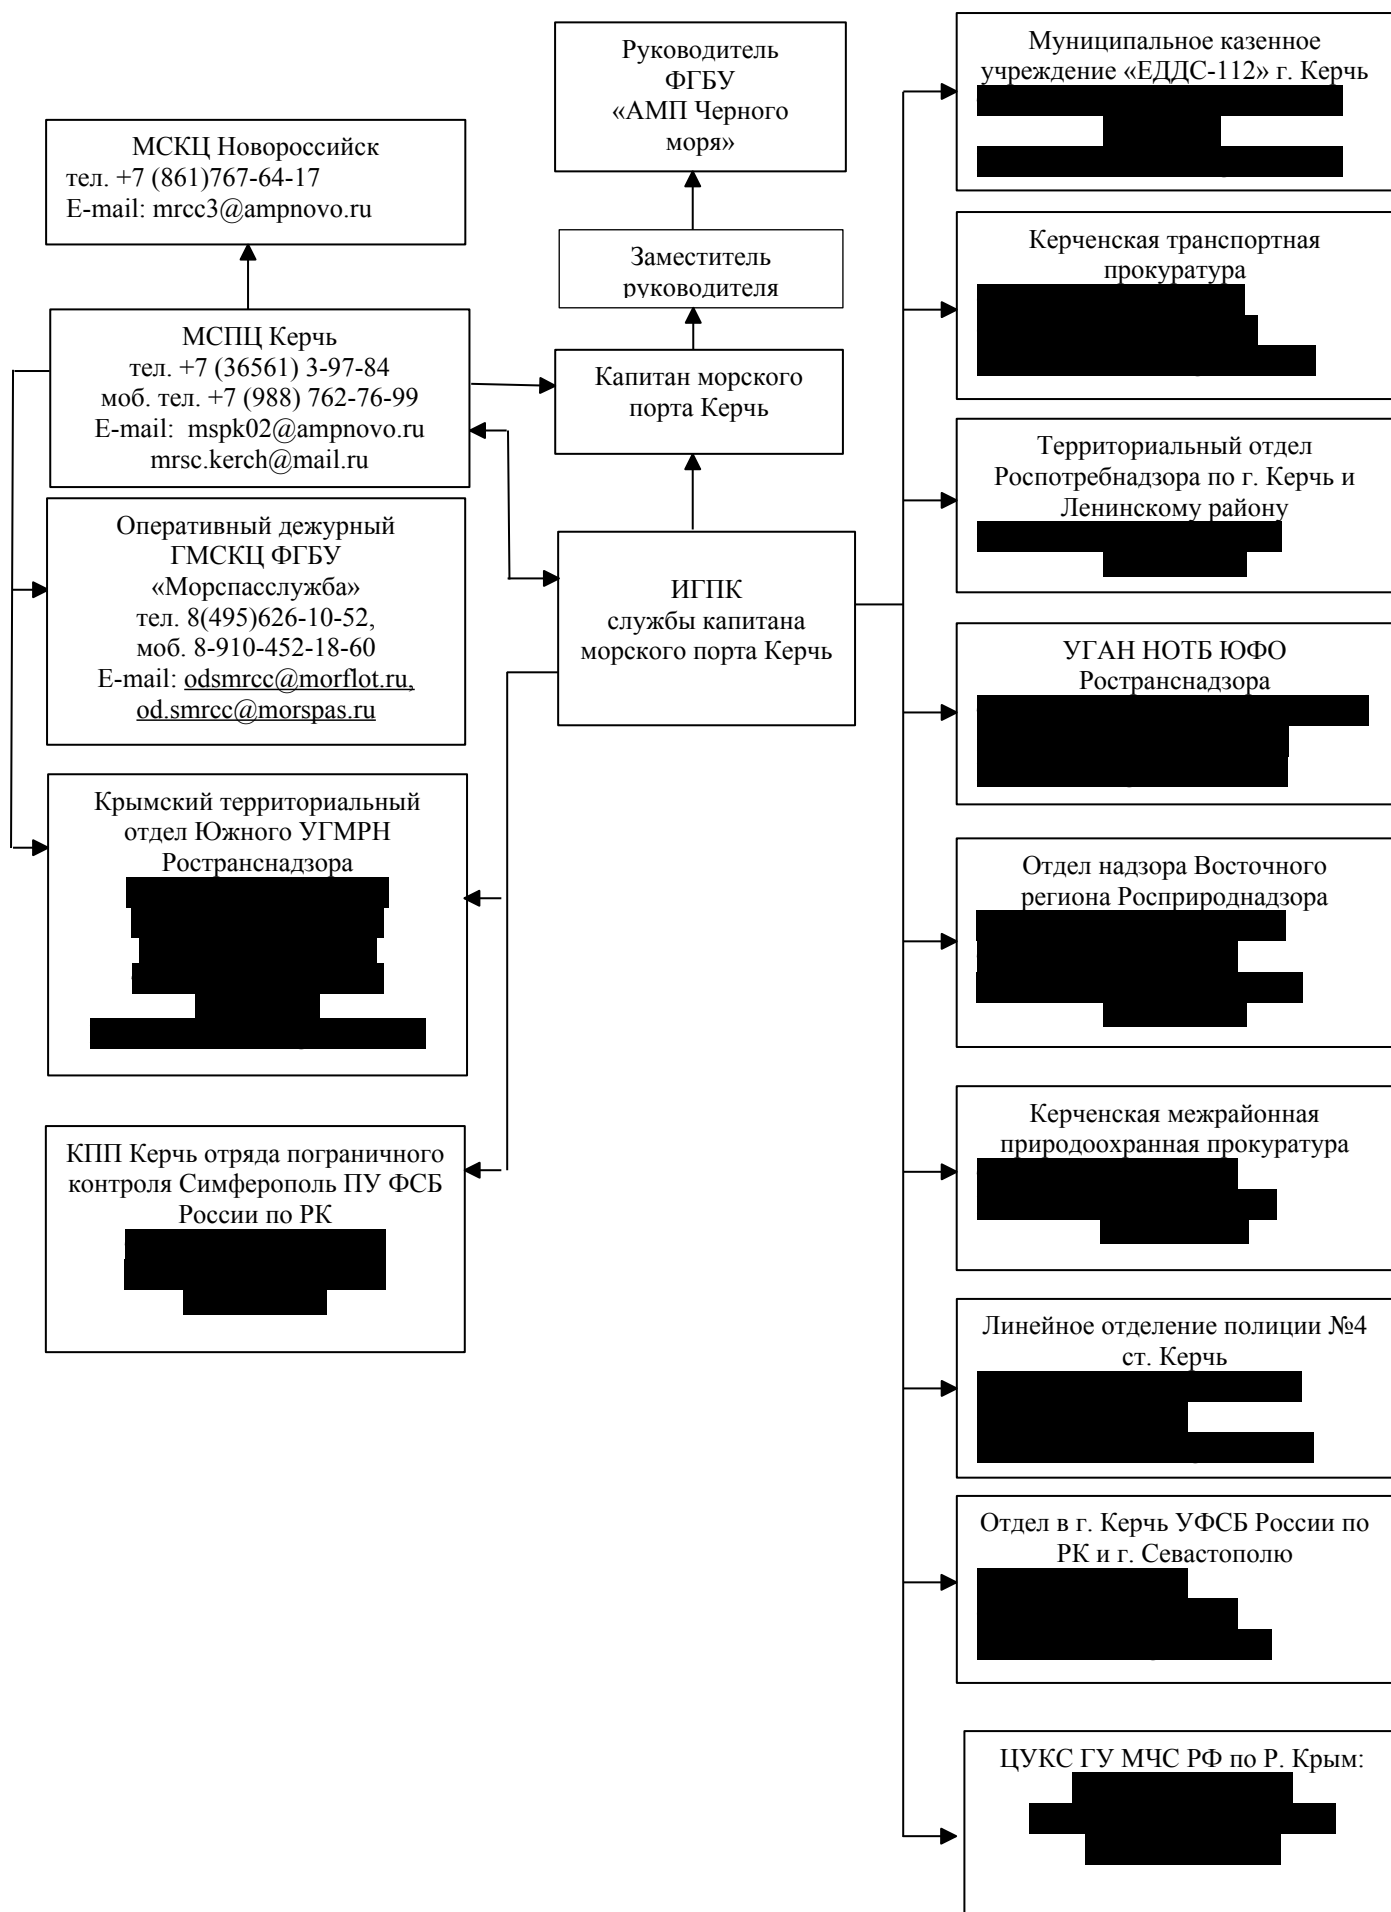 МСКЦ Новороссийск
тел. +7 (861)767-64-17
E-mail: mrcc3@ampnovo.ru
МСПЦ Керчь
тел. +7 (36561) 3-97-84
моб. тел. +7 (988) 762-76-99
E-mail: mspk02@ampnovo.ru
mrsc.kerch@mail.ru
Оперативный дежурный
ГМСКЦ ФГБУ
«Морспасслужба»
тел. 8(495)626-10-52,
моб. 8-910-452-18-60
E-mail: odsmrcc@morflot.ru,
od.smrcc@morspas.ru
Крымский территориальный
отдел Южного УГМРН
Ространснадзора
КПП Керчь отряда пограничного
контроля Симферополь ПУ ФСБ
России по РК
Руководитель
ФГБУ
«АМП Черного
моря»
Заместитель
руководителя
Капитан морского
порта Керчь
ИГПК
службы капитана
морского порта Керчь
Муниципальное казенное
учреждение «ЕДДС-112» г. Керчь
Керченская транспортная
прокуратура
Территориальный отдел
Роспотребнадзора по г. Керчь и
Ленинскому району
УГАН НОТБ ЮФО
Ространснадзора
Отдел надзора Восточного
региона Росприроднадзора
Керченская межрайонная
природоохранная прокуратура
Линейное отделение полиции №4
ст. Керчь
Отдел в г. Керчь УФСБ России по
РК и г. Севастополю
ЦУКС ГУ МЧС РФ по Р. Крым: